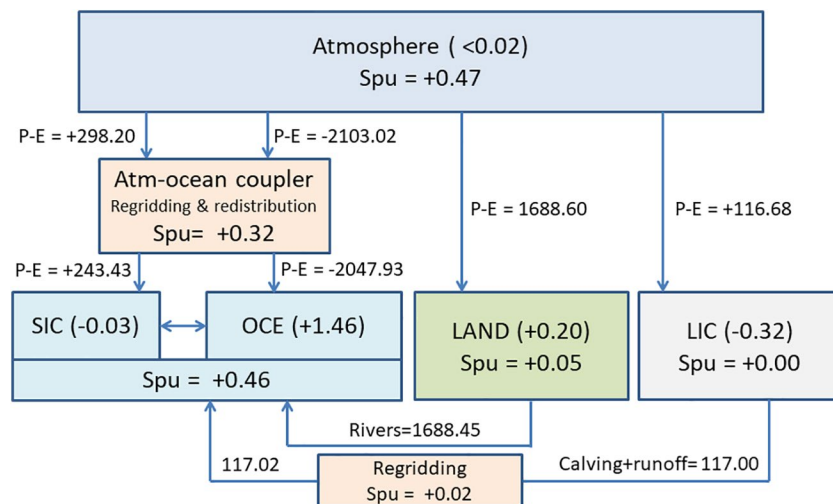 Atmosphere ( <0.02)
Spu = +0.47
P-E = +298.20
P-E = -2103.02
Atm-ocean coupler
Regridding & redistribution
Spu= +0.32
P-E = 1688.60
P-E = +116.68
P-E = +243.43
P-E = -2047.93
SIC (-0.03)
OCE (+1.46)
Spu = +0.46
LAND (+0.20)
Spu = +0.05
LIC (-0.32)
Spu = +0.00
Rivers=1688.45
117.02
Regridding
Spu = +0.02
Calving+runoff= 117.00